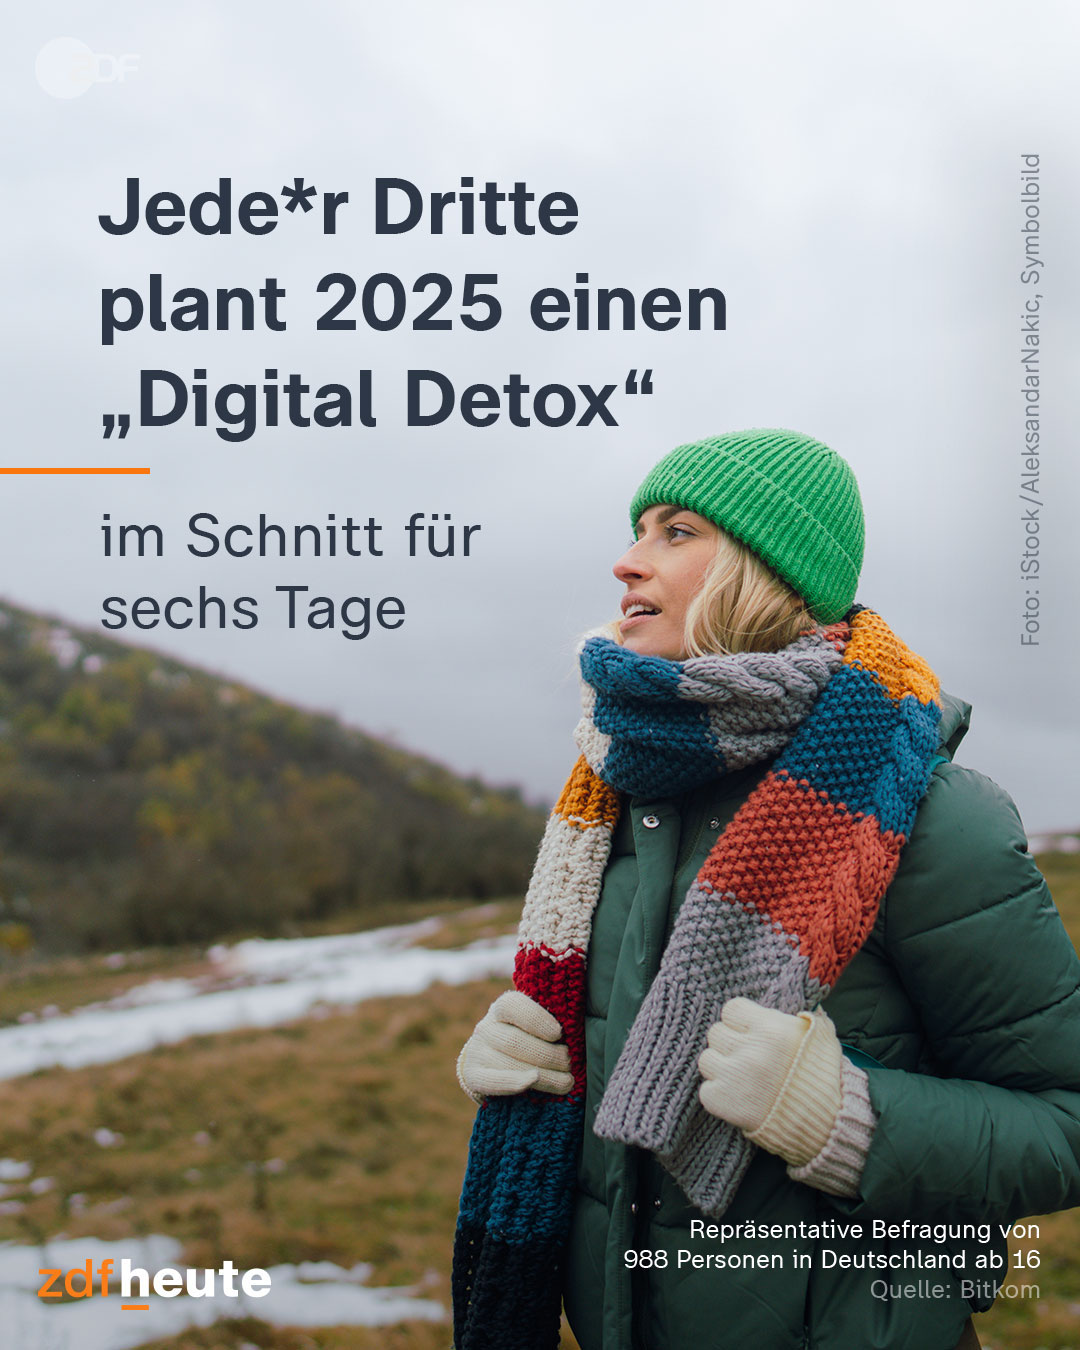 ZDF
Jede*r Dritte
plant 2025 einen
„Digital Detox“
im Schnitt für
sechs Tage
Foto: iStock/AleksandarNakic, Symbolbild
Repräsentative Befragung von
988 Personen in Deutschland ab 16
Quelle: Bitkom
zdfheute